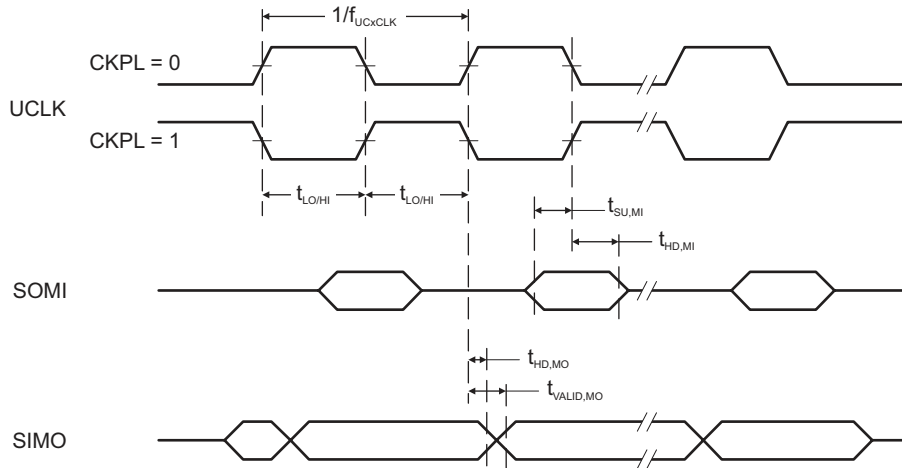 1/fUCxCLK
CKPL = 0
UCLK
CKPL = 1
tLO/HI tLO/HI
tSU,MI
tHD,MI
SOMI
tHD,MO
tVALID,MO
SIMO